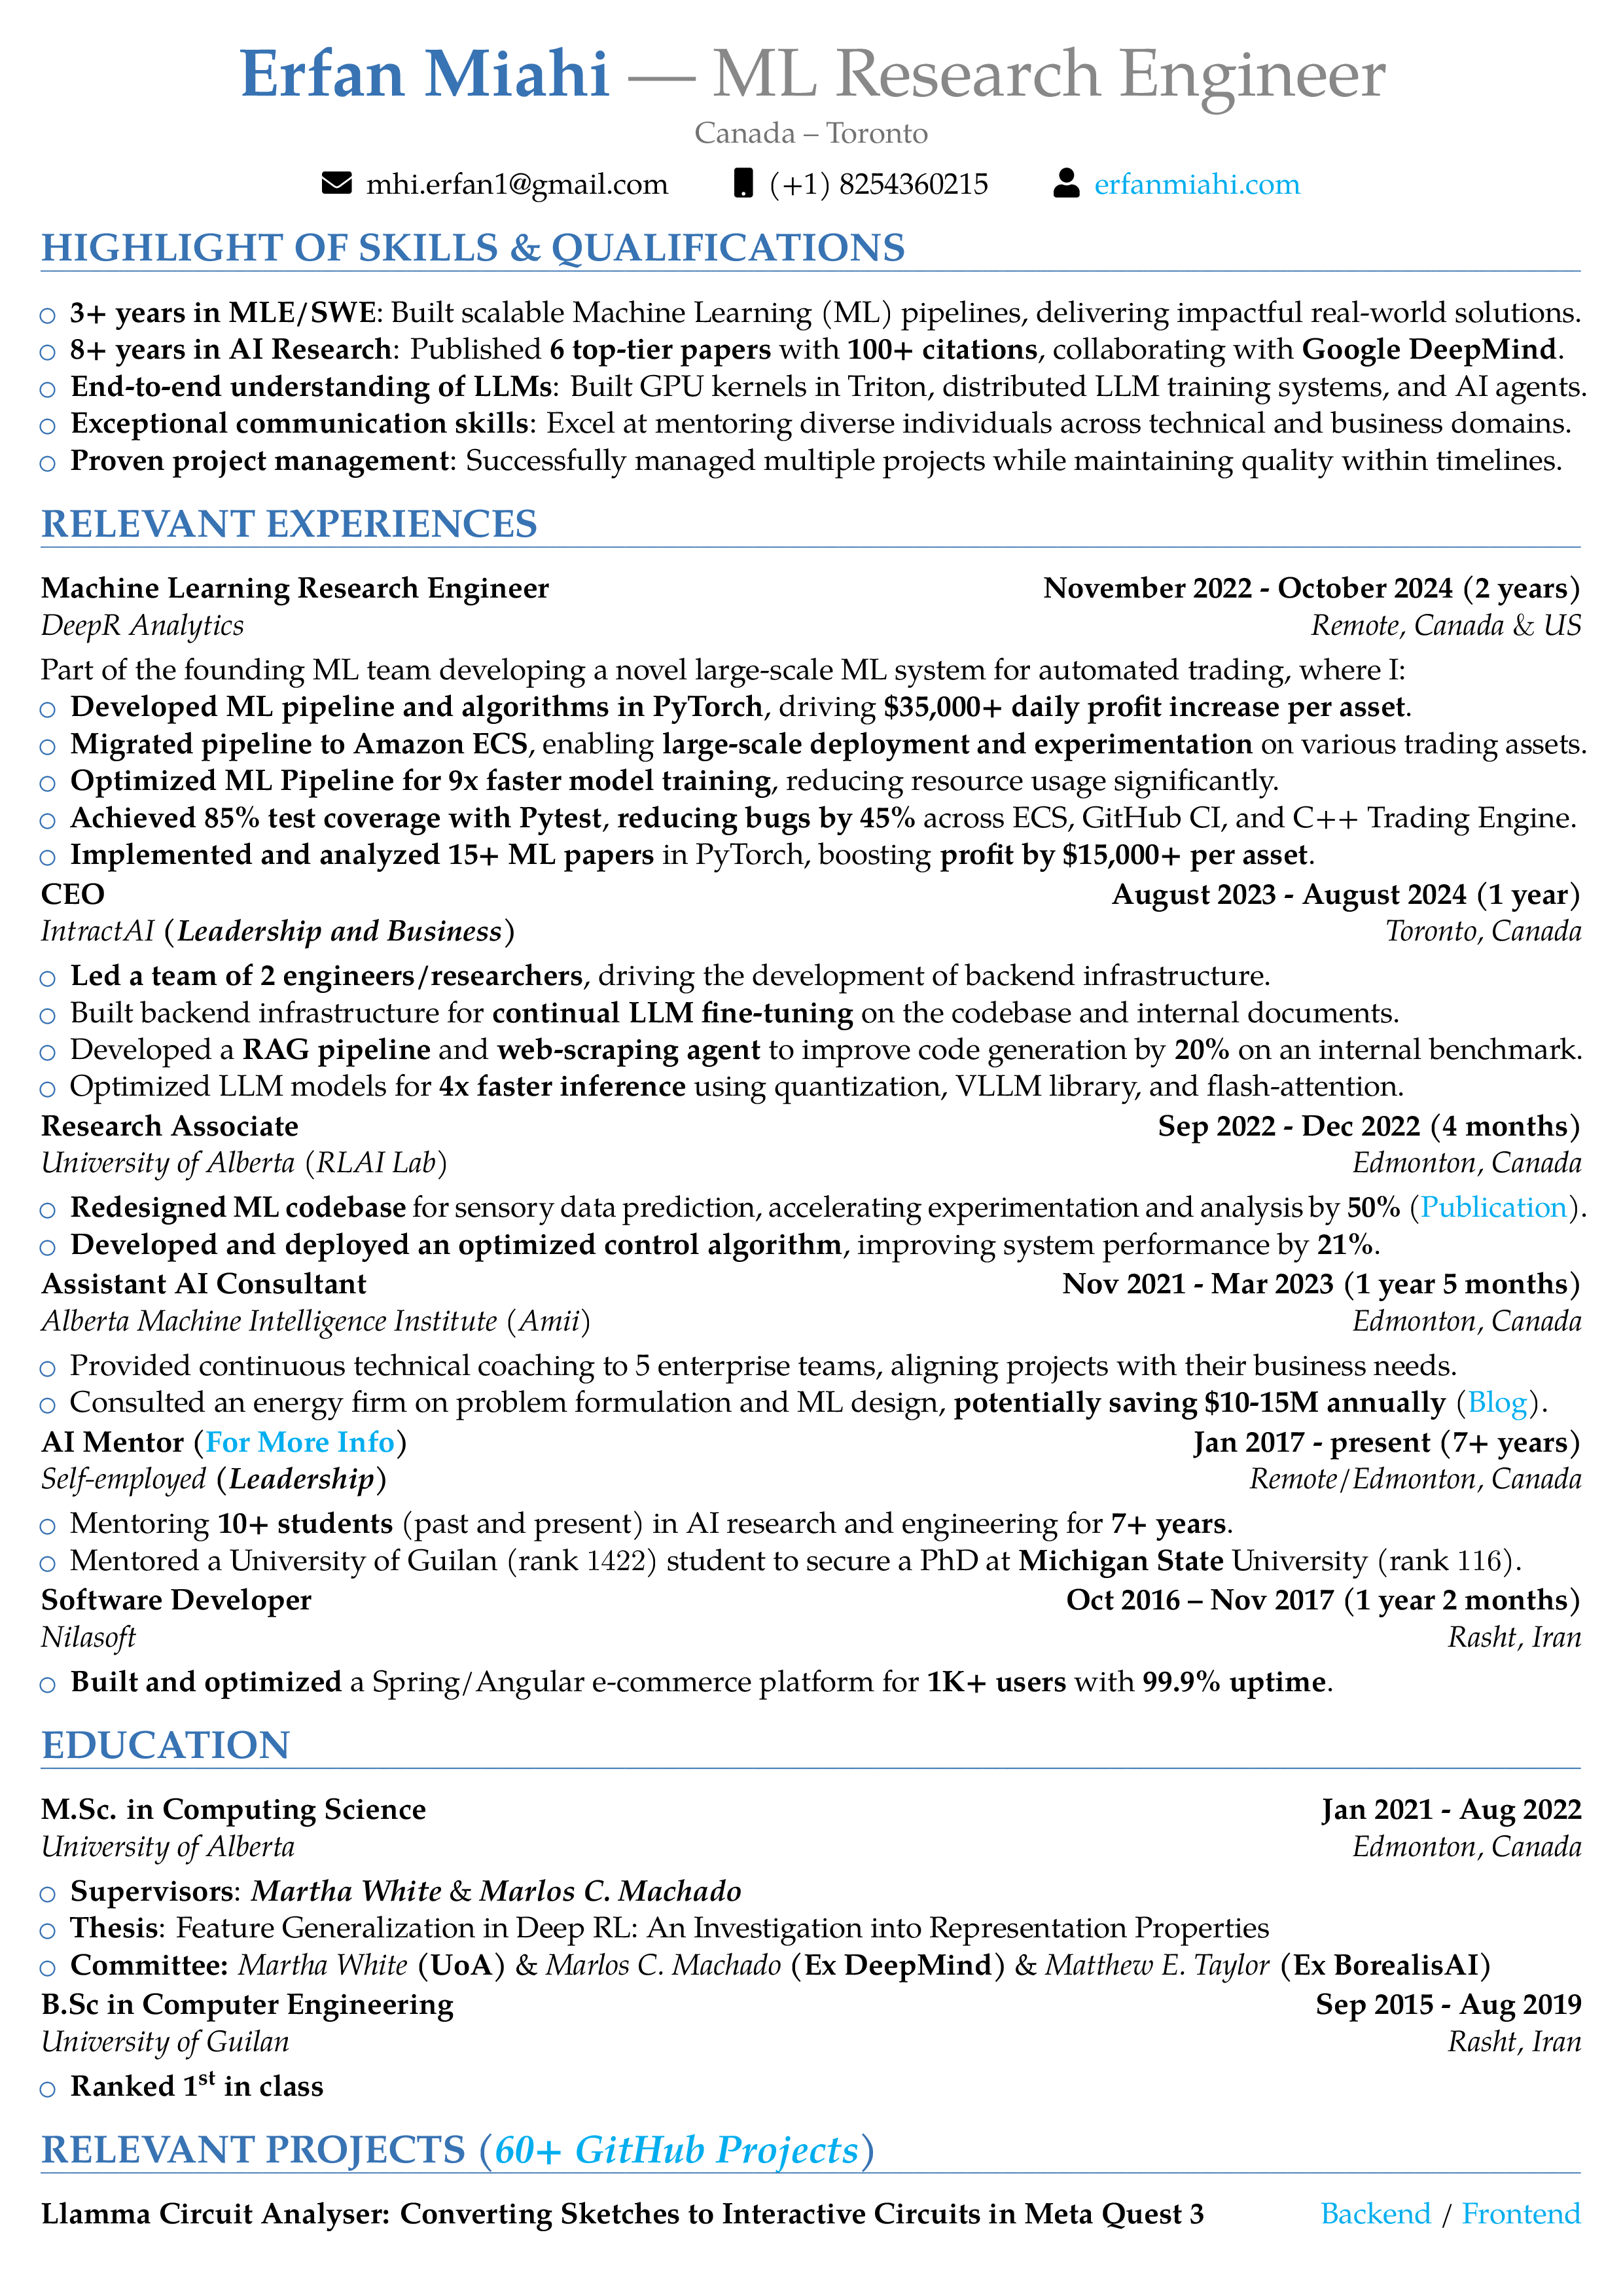 Erfan Miahi — ML Research Engineer
Canada – Toronto
mhi.erfan1@gmail.com (+1) 8254360215 erfanmiahi.com
HIGHLIGHT OF SKILLS & QUALIFICATIONS
3+ years in MLE/SWE: Built scalable Machine Learning (ML) pipelines, delivering impactful real-world solutions.
8+ years in AI Research: Published 6 top-tier papers with 100+ citations, collaborating with Google DeepMind.
End-to-end understanding of LLMs: Built GPU kernels in Triton, distributed LLM training systems, and AI agents.
Exceptional communication skills: Excel at mentoring diverse individuals across technical and business domains.
Proven project management: Successfully managed multiple projects while maintaining quality within timelines.
RELEVANT EXPERIENCES
Machine Learning Research Engineer November 2022 - October 2024 (2 years)
DeepR Analytics Remote, Canada & US
Part of the founding ML team developing a novel large-scale ML system for automated trading, where I:
Developed ML pipeline and algorithms in PyTorch, driving $35,000+ daily profit increase per asset.
Migrated pipeline to Amazon ECS, enabling large-scale deployment and experimentation on various trading assets.
Optimized ML Pipeline for 9x faster model training, reducing resource usage significantly.
Achieved 85% test coverage with Pytest, reducing bugs by 45% across ECS, GitHub CI, and C++ Trading Engine.
Implemented and analyzed 15+ ML papers in PyTorch, boosting profit by $15,000+ per asset.
CEO August 2023 - August 2024 (1 year)
IntractAI (Leadership and Business) Toronto, Canada
Led a team of 2 engineers/researchers, driving the development of backend infrastructure.
Built backend infrastructure for continual LLM fine-tuning on the codebase and internal documents.
Developed a RAG pipeline and web-scraping agent to improve code generation by 20% on an internal benchmark.
Optimized LLM models for 4x faster inference using quantization, VLLM library, and flash-attention.
Research Associate Sep 2022 - Dec 2022 (4 months)
University of Alberta (RLAI Lab) Edmonton, Canada
Redesigned ML codebase for sensory data prediction, accelerating experimentation and analysis by 50% (Publication).
Developed and deployed an optimized control algorithm, improving system performance by 21%.
Assistant AI Consultant Nov 2021 - Mar 2023 (1 year 5 months)
Alberta Machine Intelligence Institute (Amii) Edmonton, Canada
Provided continuous technical coaching to 5 enterprise teams, aligning projects with their business needs.
Consulted an energy firm on problem formulation and ML design, potentially saving $10-15M annually (Blog).
AI Mentor (For More Info) Jan 2017 - present (7+ years)
Self-employed (Leadership) Remote/Edmonton, Canada
Mentoring 10+ students (past and present) in AI research and engineering for 7+ years.
Mentored a University of Guilan (rank 1422) student to secure a PhD at Michigan State University (rank 116).
Software Developer Oct 2016 – Nov 2017 (1 year 2 months)
Nilasoft Rasht, Iran
Built and optimized a Spring/Angular e-commerce platform for 1K+ users with 99.9% uptime.
EDUCATION
M.Sc. in Computing Science Jan 2021 - Aug 2022
University of Alberta Edmonton, Canada
Supervisors: Martha White & Marlos C. Machado
Thesis: Feature Generalization in Deep RL: An Investigation into Representation Properties
Committee: Martha White (UoA) & Marlos C. Machado (Ex DeepMind) & Matthew E. Taylor (Ex BorealisAI)
B.Sc in Computer Engineering Sep 2015 - Aug 2019
University of Guilan Rasht, Iran
Ranked 1st in class
RELEVANT PROJECTS (60+ GitHub Projects)
Llamma Circuit Analyser: Converting Sketches to Interactive Circuits in Meta Quest 3 Backend / Frontend